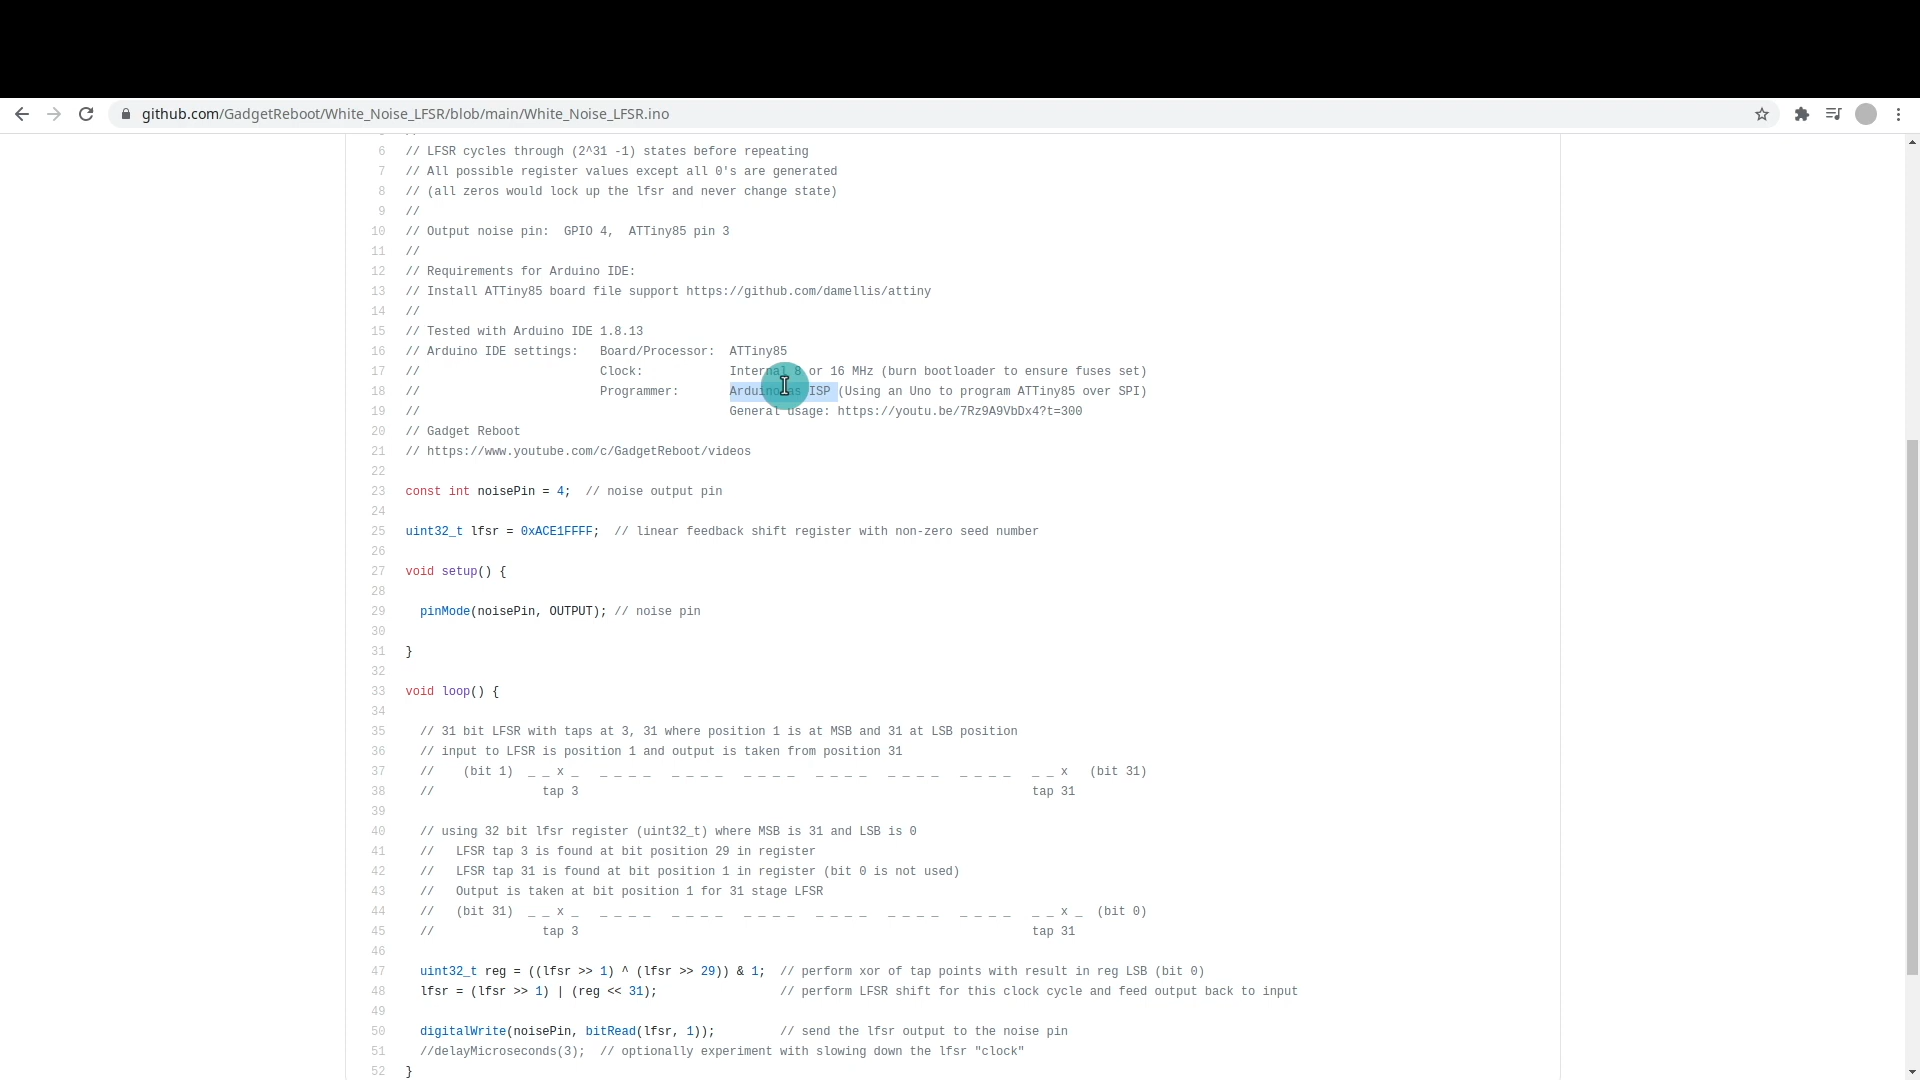 github.com/GadgetReboot/White_Noise_LFSR/blob/main/White_Noise_LFSR.ino
6 // LFSR cycles through (2^31 -1) states before repeating
7 // All possible register values except all 0's are generated
8 // (all zeros would lock up the lfsr and never change state)
9 //
10 // Output noise pin:  GPIO 4,  ATTiny85 pin 3
11 //
12 // Requirements for Arduino IDE:
13 // Install ATTiny85 board file support https://github.com/damellis/attiny
14 //
15 // Tested with Arduino IDE 1.8.13
16 // Arduino IDE settings:   Board/Processor:  ATTiny85
17 //                         Clock:            Internal 8 or 16 MHz (burn bootloader to ensure fuses set)
18 //                         Programmer:       Arduino as ISP (Using an Uno to program ATTiny85 over SPI)
19 //                                           General usage: https://youtu.be/7Rz9A9VbDx4?t=300
20 // Gadget Reboot
21 // https://www.youtube.com/c/GadgetReboot/videos
22
23 const int noisePin = 4;  // noise output pin
24
25 uint32_t lfsr = 0xACE1FFFF;  // linear feedback shift register with non-zero seed number
26
27 void setup() {
28
29   pinMode(noisePin, OUTPUT); // noise pin
30
31 }
32
33 void loop() {
34
35   // 31 bit LFSR with taps at 3, 31 where position 1 is at MSB and 31 at LSB position
36   // input to LFSR is position 1 and output is taken from position 31
37   //    (bit 1)  _ _ x _   _ _ _ _   _ _ _ _   _ _ _ _   _ _ _ _   _ _ _ _   _ _ _ _   _ _ x   (bit 31)
38   //               tap 3                                                               tap 31
39
40   // using 32 bit lfsr register (uint32_t) where MSB is 31 and LSB is 0
41   //   LFSR tap 3 is found at bit position 29 in register
42   //   LFSR tap 31 is found at bit position 1 in register (bit 0 is not used)
43   //   Output is taken at bit position 1 for 31 stage LFSR
44   //   (bit 31)  _ _ x _   _ _ _ _   _ _ _ _   _ _ _ _   _ _ _ _   _ _ _ _   _ _ _ _   _ _ x _  (bit 0)
45   //               tap 3                                                               tap 31
46
47   uint32_t reg = ((lfsr >> 1) ^ (lfsr >> 29)) & 1;  // perform xor of tap points with result in reg LSB (bit 0)
48   lfsr = (lfsr >> 1) | (reg << 31);                 // perform LFSR shift for this clock cycle and feed output back to input
49
50   digitalWrite(noisePin, bitRead(lfsr, 1));         // send the lfsr output to the noise pin
51   //delayMicroseconds(3);  // optionally experiment with slowing down the lfsr "clock"
52 }